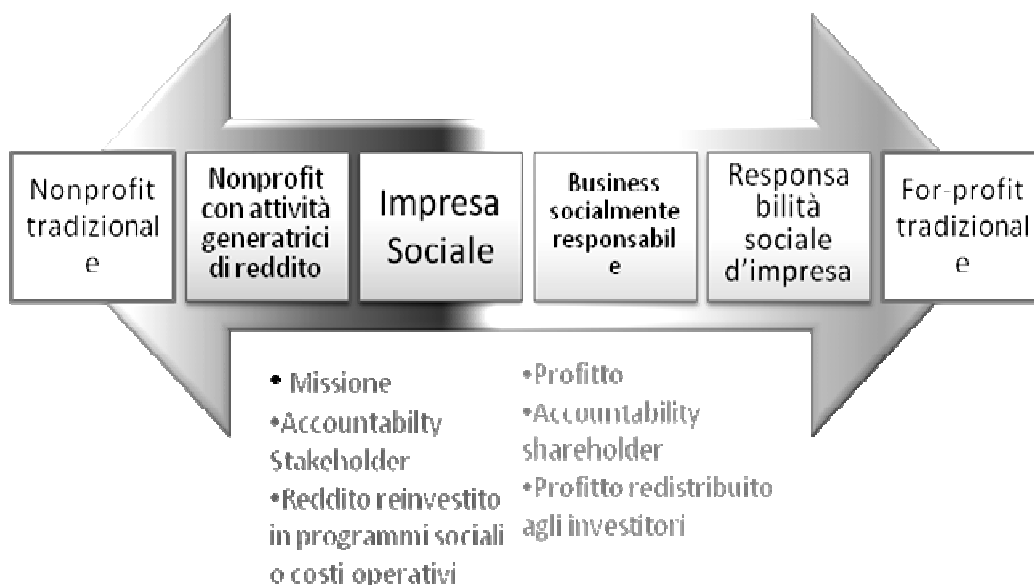 Nonprofit
tradizional
e
Nonprofit
con attività
generatrici
di reddito
Impresa
Sociale
Business
socialmente
responsabil
e
Responsa
bilità
sociale
d'impresa
For-profit
tradizional
e
• Missione
•Accountabilty
Stakeholder
•Reddito reinvestito
in programmi sociali
o costi operativi
•Profitto
•Accountability
shareholder
•Profitto redistribuito
agli investitori